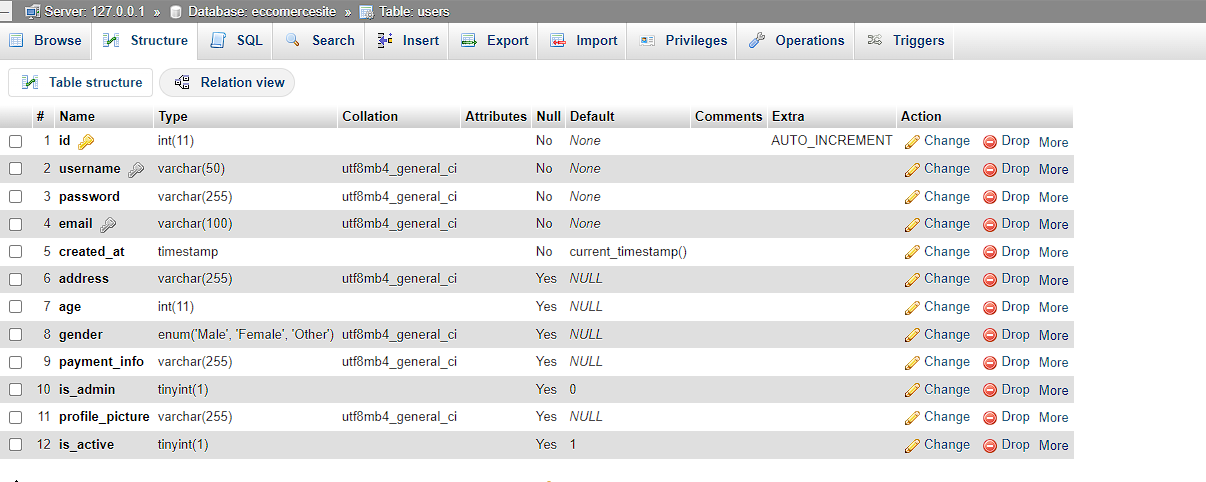 Server: 127.0.0.1 » Database: eccomercesite » Table: users
Browse Structure SQL Search Insert Export Import Privileges Operations Triggers
Table structure Relation view
# Name Type Collation Attributes Null Default Comments Extra Action
1 id int(11) No None AUTO_INCREMENT Change Drop More
2 username varchar(50) utf8mb4_general_ci No None Change Drop More
3 password varchar(255) utf8mb4_general_ci No None Change Drop More
4 email varchar(100) utf8mb4_general_ci No None Change Drop More
5 created_at timestamp No current_timestamp() Change Drop More
6 address varchar(255) utf8mb4_general_ci Yes NULL Change Drop More
7 age int(11) Yes NULL Change Drop More
8 gender enum('Male', 'Female', 'Other') utf8mb4_general_ci Yes NULL Change Drop More
9 payment_info varchar(255) utf8mb4_general_ci Yes NULL Change Drop More
10 is_admin tinyint(1) Yes 0 Change Drop More
11 profile_picture varchar(255) utf8mb4_general_ci Yes NULL Change Drop More
12 is_active tinyint(1) Yes 1 Change Drop More